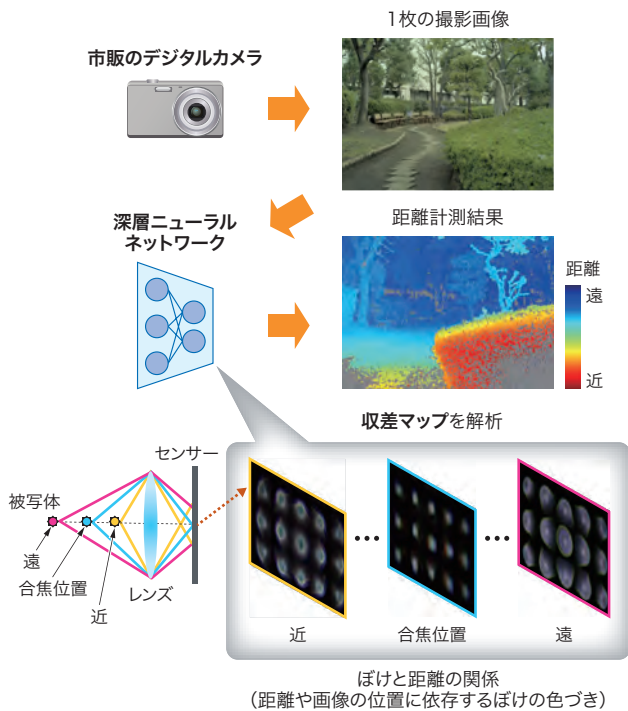 1枚の撮影画像
市販のデジタルカメラ
深層ニューラル
ネットワーク
距離計測結果
距離
遠
近
収差マップを解析
センサー
被写体
遠
合焦位置
近
レンズ
近
合焦位置
遠
ぼけと距離の関係
（距離や画像の位置に依存するぼけの色づき）